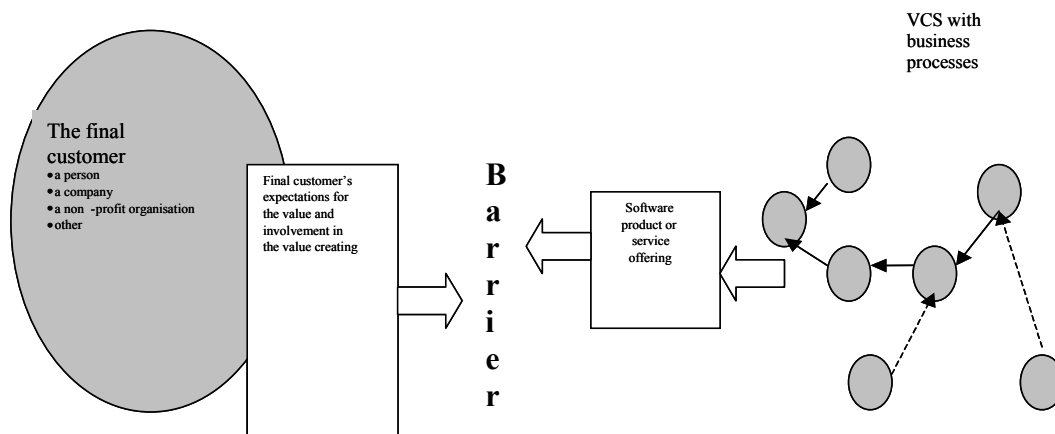 The final
customer
•a person
•a company
•a non -profit organisation
•other
Final customer's
expectations for
the value and
involvement in
the value creating
B
a
r
r
i
e
r
Software
product or
service
offering
VCS with
business
processes